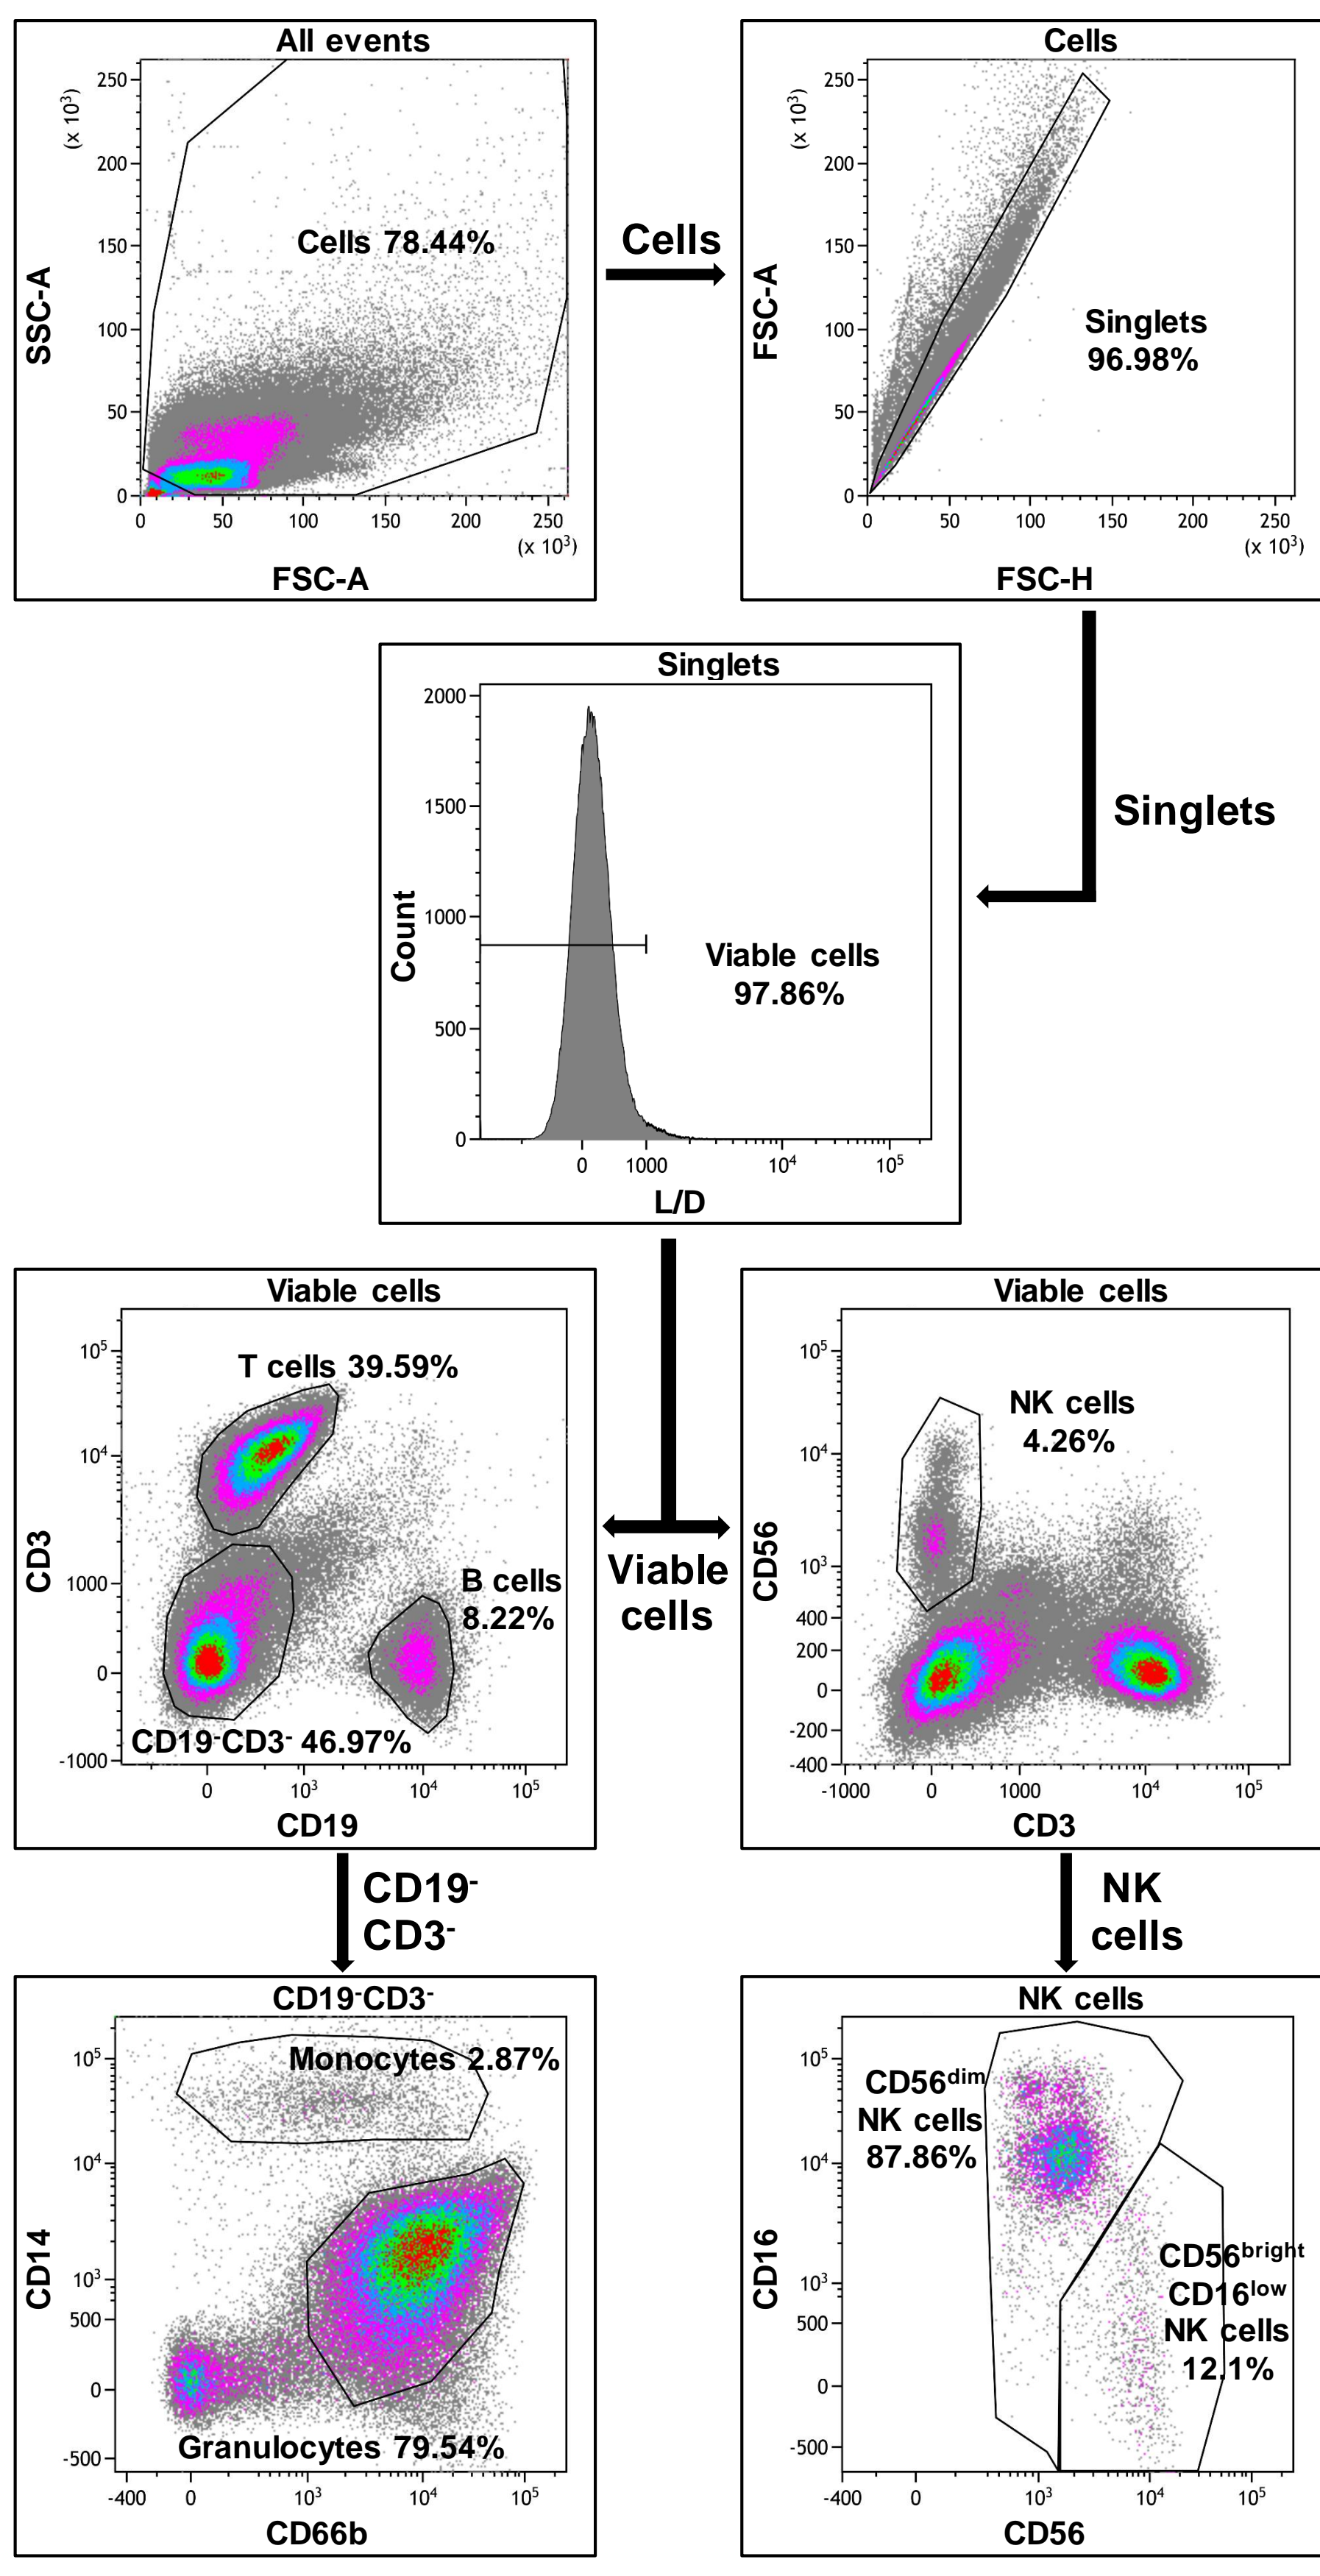 All events
(x 10³)
250
200
150
100
50
0
SSC-A
Cells 78.44%
0 50 100 150 200 250
(x 10³)
FSC-A
Cells
Cells
(x 10³)
250
200
150
100
50
0
FSC-A
Singlets
96.98%
0 50 100 150 200 250
(x 10³)
FSC-H
Singlets
Singlets
2000
1500
1000
500
0
Count
Viable cells
97.86%
0 1000 10⁴ 10⁵
L/D
Viable
cells
Viable cells
10⁵
10⁴
1000
0
-1000
CD3
T cells 39.59%
B cells
8.22%
CD19⁻CD3⁻ 46.97%
0 10³ 10⁴ 10⁵
CD19
Viable cells
10⁵
10⁴
10³
400
200
0
-200
-400
CD56
NK cells
4.26%
-1000 0 1000 10⁴ 10⁵
CD3
CD19⁻
CD3⁻
NK
cells
CD19⁻CD3⁻
10⁵
10⁴
10³
500
0
-500
CD14
Monocytes 2.87%
Granulocytes 79.54%
-400 0 10³ 10⁴ 10⁵
CD66b
NK cells
10⁵
10⁴
10³
500
0
-500
CD16
CD56ᵈⁱᵐ
NK cells
87.86%
CD56ᵇʳⁱᵍʰᵗ
CD16ˡᵒʷ
NK cells
12.1%
-400 0 10³ 10⁴ 10⁵
CD56